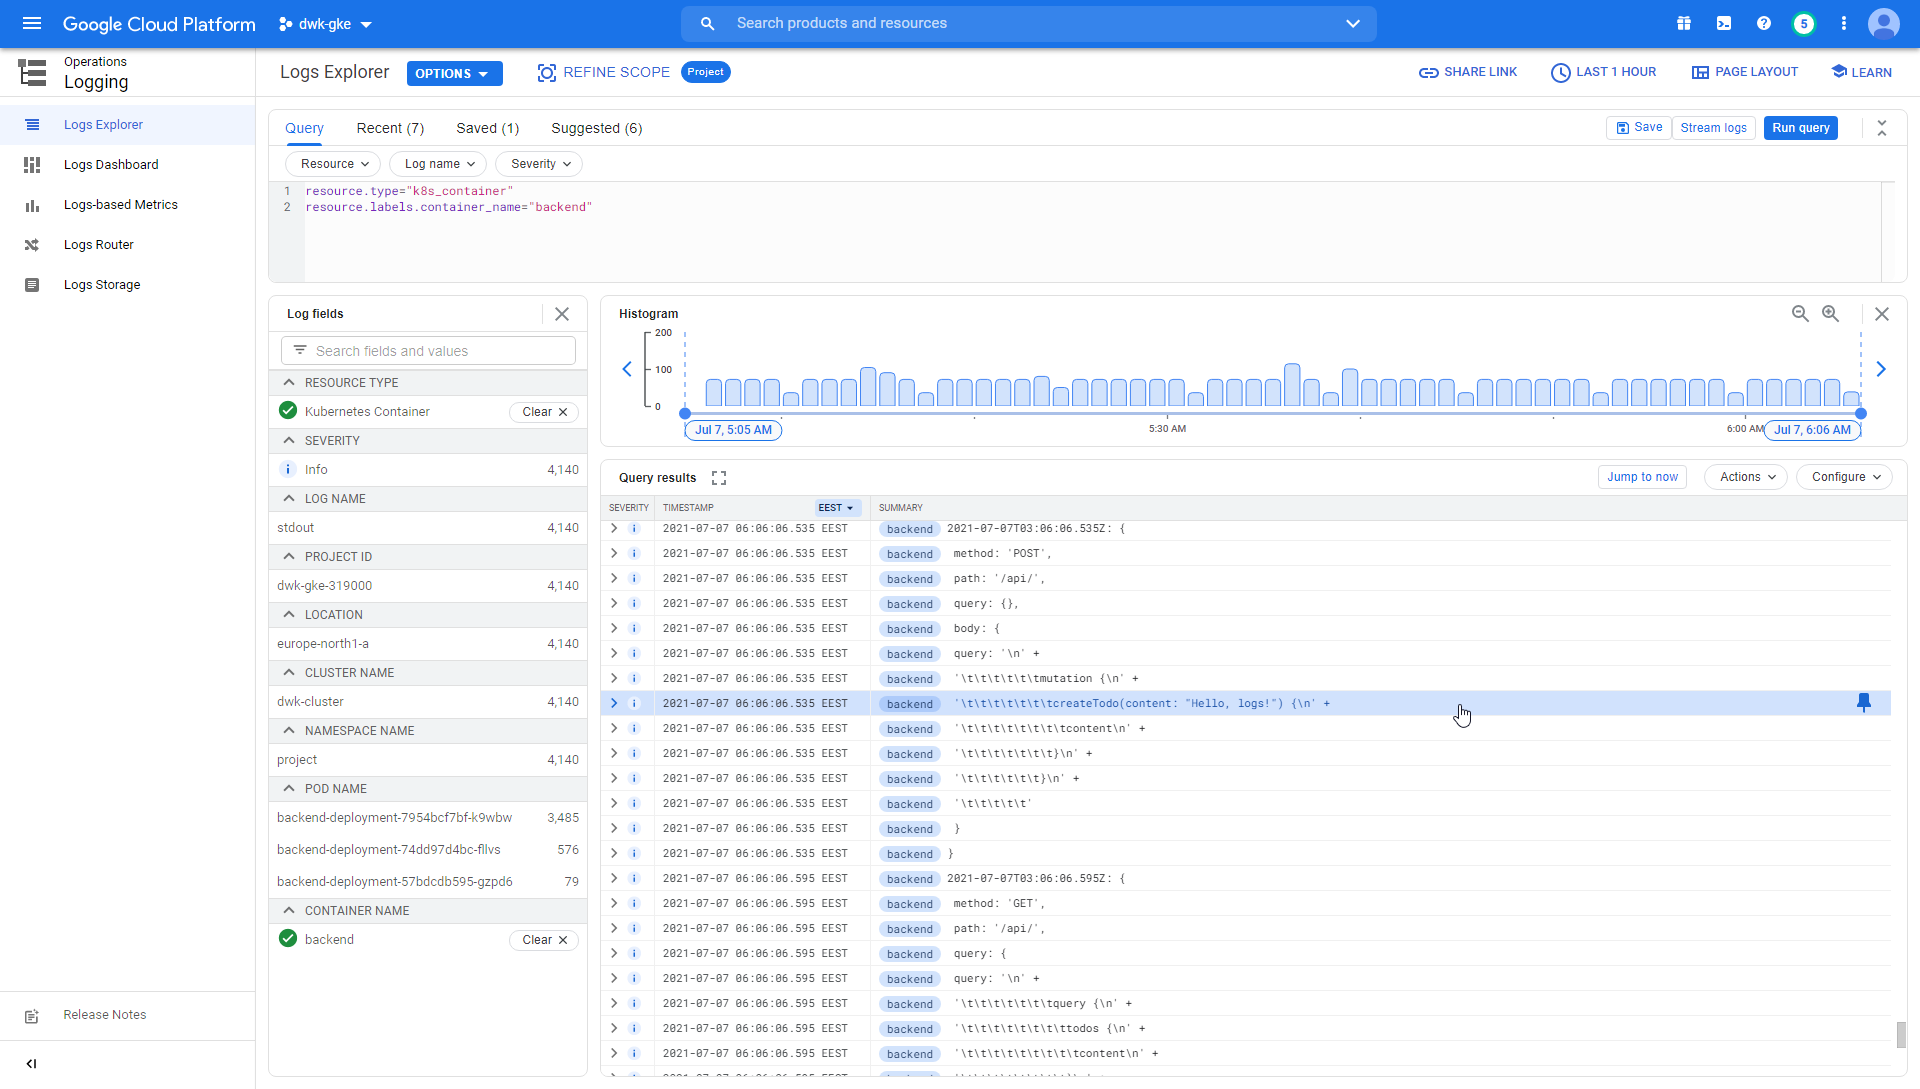 Google Cloud Platform
dwk-gke
Search products and resources
5
Operations
Logging
Logs Explorer
OPTIONS
REFINE SCOPE
Project
SHARE LINK
LAST 1 HOUR
PAGE LAYOUT
LEARN
Logs Explorer
Logs Dashboard
Logs-based Metrics
Logs Router
Logs Storage
Release Notes
Query
Recent (7)
Saved (1)
Suggested (6)
Save
Stream logs
Run query
Resource
Log name
Severity
1 resource.type="k8s_container"
2 resource.labels.container_name="backend"
Log fields
Search fields and values
RESOURCE TYPE
Kubernetes Container Clear
SEVERITY
Info 4,140
LOG NAME
stdout 4,140
PROJECT ID
dwk-gke-319000 4,140
LOCATION
europe-north1-a 4,140
CLUSTER NAME
dwk-cluster 4,140
NAMESPACE NAME
project 4,140
POD NAME
backend-deployment-7954bcf7bf-k9wbw 3,485
backend-deployment-74dd97d4bc-fllvs 576
backend-deployment-57bdcdb595-gzpd6 79
CONTAINER NAME
backend Clear
Histogram
200
100
0
Jul 7, 5:05 AM
5:30 AM
6:00 AM
Jul 7, 6:06 AM
Query results
Jump to now
Actions
Configure
SEVERITY TIMESTAMP EEST SUMMARY
2021-07-07 06:06:06.535 EEST backend 2021-07-07T03:06:06.535Z: {
2021-07-07 06:06:06.535 EEST backend method: 'POST',
2021-07-07 06:06:06.535 EEST backend path: '/api/',
2021-07-07 06:06:06.535 EEST backend query: {},
2021-07-07 06:06:06.535 EEST backend body: {
2021-07-07 06:06:06.535 EEST backend query: '\n' +
2021-07-07 06:06:06.535 EEST backend '\t\t\t\t\t\tmutation {\n' +
2021-07-07 06:06:06.535 EEST backend '\t\t\t\t\t\t\tcreateTodo(content: "Hello, logs!") {\n' +
2021-07-07 06:06:06.535 EEST backend '\t\t\t\t\t\t\t\tcontent\n' +
2021-07-07 06:06:06.535 EEST backend '\t\t\t\t\t\t\t}\n' +
2021-07-07 06:06:06.535 EEST backend '\t\t\t\t\t\t}\n' +
2021-07-07 06:06:06.535 EEST backend '\t\t\t\t\t'
2021-07-07 06:06:06.535 EEST backend }
2021-07-07 06:06:06.535 EEST backend }
2021-07-07 06:06:06.595 EEST backend 2021-07-07T03:06:06.595Z: {
2021-07-07 06:06:06.595 EEST backend method: 'GET',
2021-07-07 06:06:06.595 EEST backend path: '/api/',
2021-07-07 06:06:06.595 EEST backend query: {
2021-07-07 06:06:06.595 EEST backend query: '\n' +
2021-07-07 06:06:06.595 EEST backend '\t\t\t\t\t\t\tquery {\n' +
2021-07-07 06:06:06.595 EEST backend '\t\t\t\t\t\t\t\ttodos {\n' +
2021-07-07 06:06:06.595 EEST backend '\t\t\t\t\t\t\t\t\tcontent\n' +